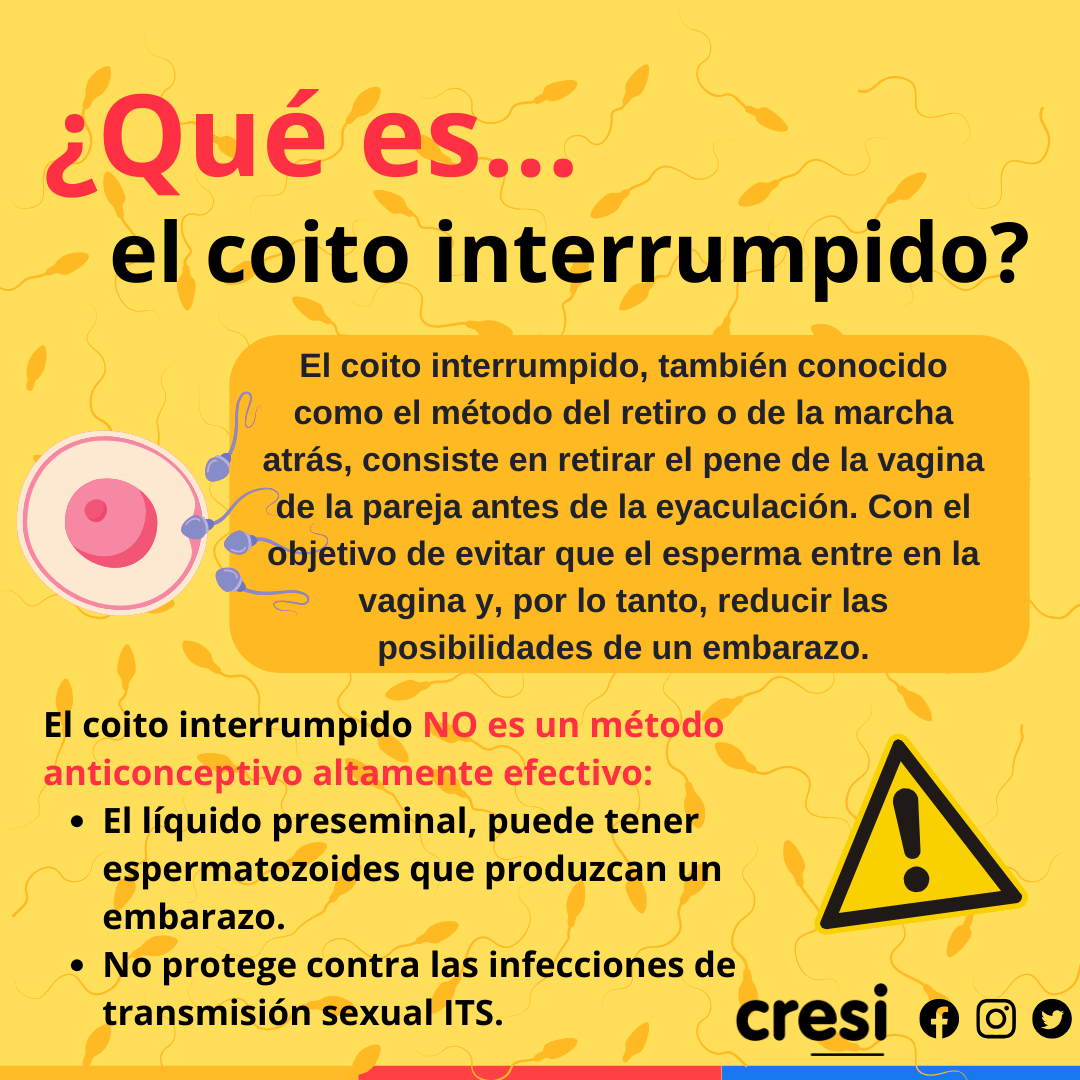 ¿Qué es...
el coito interrumpido?
El coito interrumpido, también conocido
como el método del retiro o de la marcha
atrás, consiste en retirar el pene de la vagina
de la pareja antes de la eyaculación. Con el
objetivo de evitar que el esperma entre en la
vagina y, por lo tanto, reducir las
posibilidades de un embarazo.
El coito interrumpido NO es un método
anticonceptivo altamente efectivo:
• El líquido preseminal, puede tener
espermatozoides que produzcan un
embarazo.
• No protege contra las infecciones de
transmisión sexual ITS.
cresi